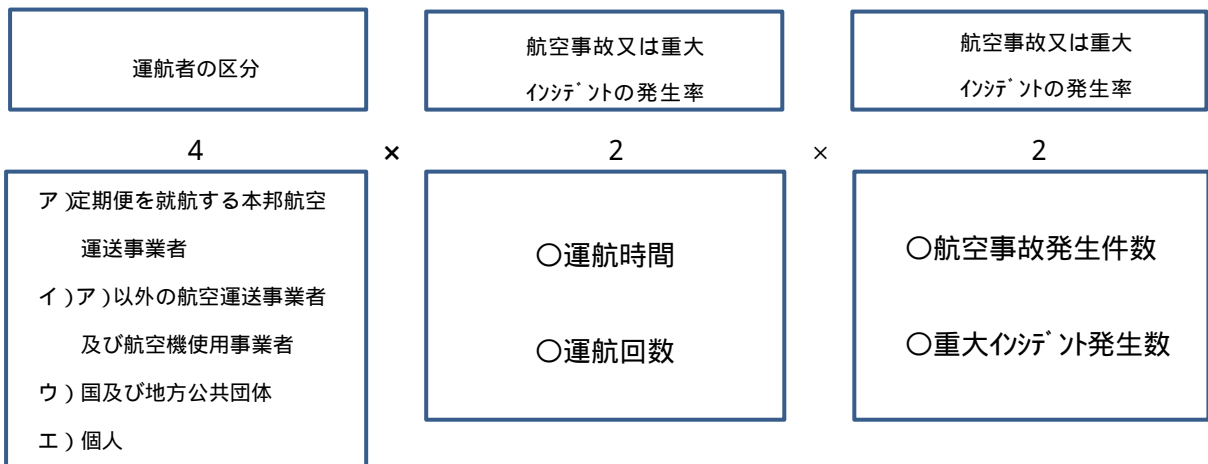 運航者の区分
航空事故又は重大
ｲﾝｼﾃﾞﾝﾄの発生率
航空事故又は重大
ｲﾝｼﾃﾞﾝﾄの発生率
4 × 2 × 2
ア)定期便を就航する本邦航空
運送事業者
イ)ア)以外の航空運送事業者
及び航空機使用事業者
ウ)国及び地方公共団体
エ)個人
○運航時間
○運航回数
○航空事故発生件数
○重大ｲﾝｼﾃﾞﾝﾄ発生数